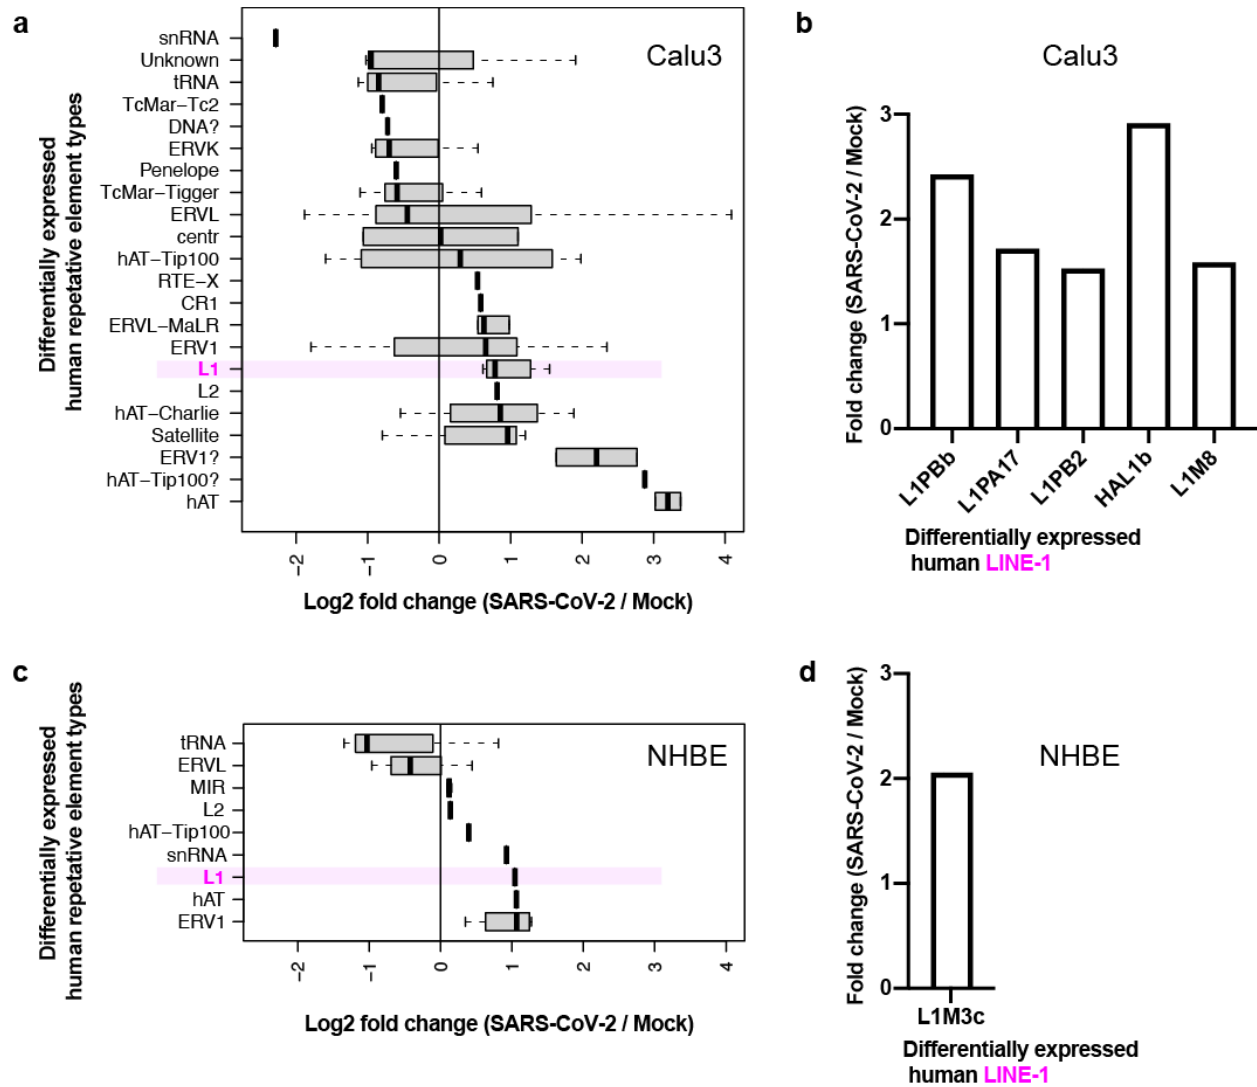 a
Differentially expressed
human repetative element types
snRNA
Unknown
tRNA
TcMar–Tc2
DNA?
ERVK
Penelope
TcMar–Tigger
ERVL
centr
hAT–Tip100
RTE–X
CR1
ERVL–MaLR
ERV1
L1
L2
hAT–Charlie
Satellite
ERV1?
hAT–Tip100?
hAT
Calu3
−2
−1
0
1
2
3
4
Log2 fold change (SARS-CoV-2 / Mock)
b
Calu3
Fold change (SARS-CoV-2 / Mock)
3
2
1
0
L1PBb
L1PA17
L1PB2
HAL1b
L1M8
Differentially expressed
human LINE-1
c
Differentially expressed
human repetative element types
tRNA
ERVL
MIR
L2
hAT–Tip100
snRNA
L1
hAT
ERV1
NHBE
−2
−1
0
1
2
3
4
Log2 fold change (SARS-CoV-2 / Mock)
d
NHBE
Fold change (SARS-CoV-2 / Mock)
3
2
1
0
L1M3c
Differentially expressed
human LINE-1